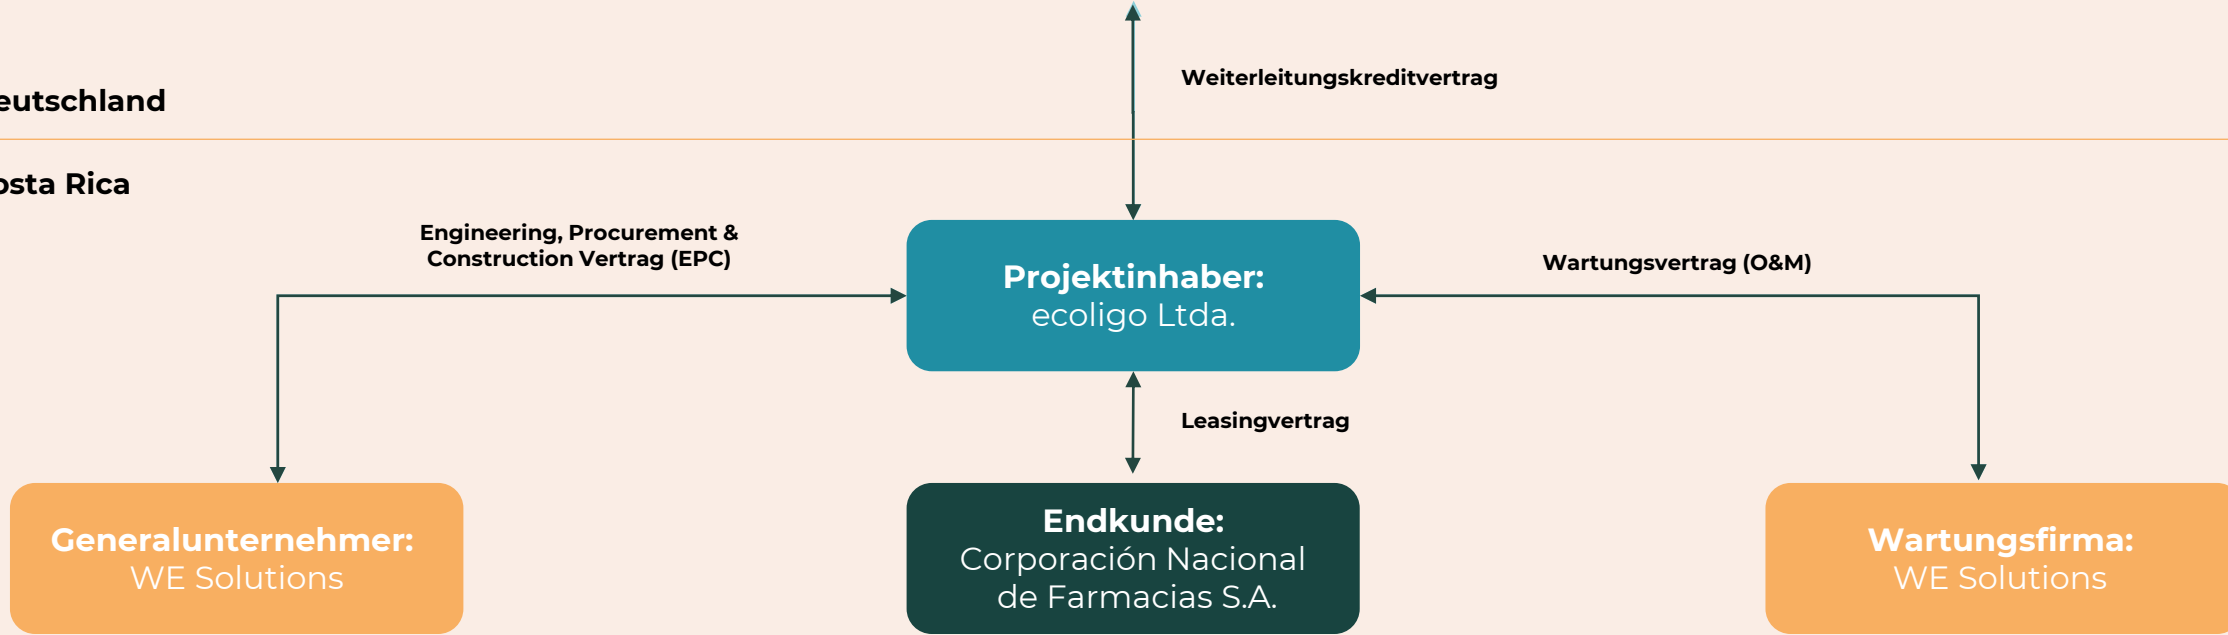 Weiterleitungskreditvertrag
eutschland
osta Rica
Engineering, Procurement &
Construction Vertrag (EPC)
Projektinhaber:
ecoligo Ltda.
Wartungsvertrag (O&M)
Leasingvertrag
Generalunternehmer:
WE Solutions
Endkunde:
Corporación Nacional
de Farmacias S.A.
Wartungsfirma:
WE Solutions